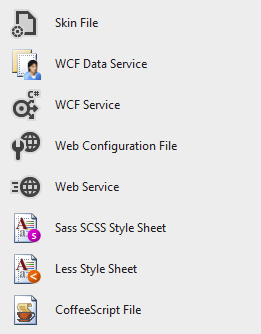 Skin File
WCF Data Service
C#
WCF Service
Web Configuration File
Web Service
A
S
Sass SCSS Style Sheet
A
<
Less Style Sheet
CoffeeScript File